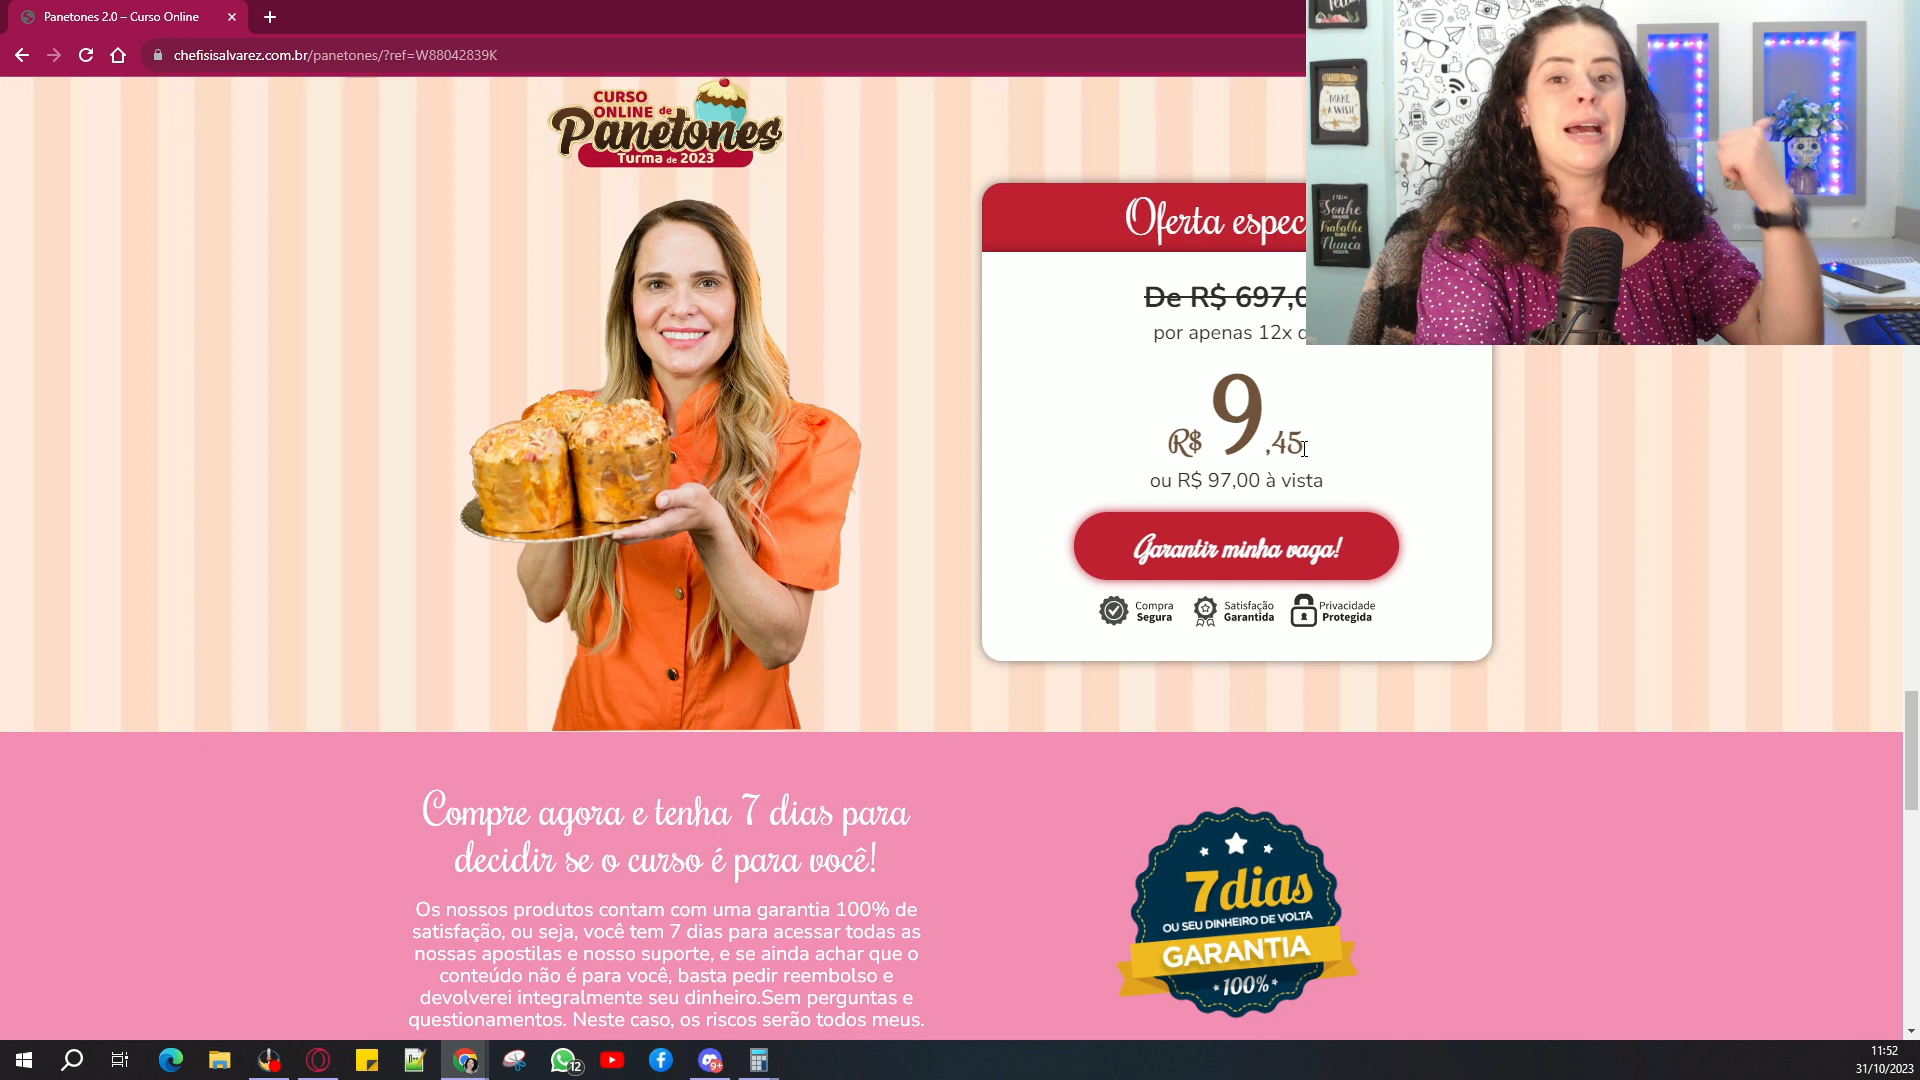 Panetones 2.0 – Curso Online
chefisisalvarez.com.br/panetones/?ref=W88042839K
CURSO
ONLINE de
Panetones
Turma de 2023
Oferta espec
De R$ 697,0
por apenas 12x d
R$ 9,45
ou R$ 97,00 à vista
Garantir minha vaga!
Compra
Segura
Satisfação
Garantida
Privacidade
Protegida
MAKE
A WISH
Sonhe
Trabalhe
Nunca
Compre agora e tenha 7 dias para
decidir se o curso é para você!
Os nossos produtos contam com uma garantia 100% de
satisfação, ou seja, você tem 7 dias para acessar todas as
nossas apostilas e nosso suporte, e se ainda achar que o
conteúdo não é para você, basta pedir reembolso e
devolverei integralmente seu dinheiro.Sem perguntas e
questionamentos. Neste caso, os riscos serão todos meus.
7dias
OU SEU DINHEIRO DE VOLTA
GARANTIA
100%
12
9+
11:52
31/10/2023